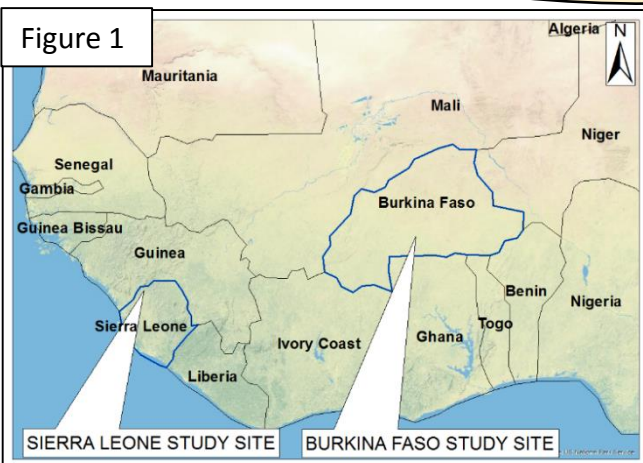 Figure 1
Algeria
N
Mauritania
Mali
Niger
Senegal
Gambia
Burkina Faso
Guinea Bissau
Guinea
Benin
Nigeria
Sierra Leone
Ivory Coast
Ghana
Togo
Liberia
SIERRA LEONE STUDY SITE
BURKINA FASO STUDY SITE